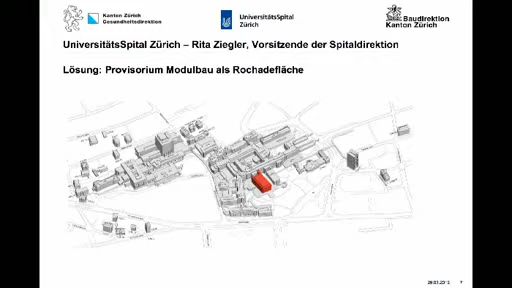 Kanton Zürich
Gesundheitsdirektion
UniversitätsSpital
Zürich
Baudirektion
Kanton Zürich
UniversitätsSpital Zürich – Rita Ziegler, Vorsitzende der Spitaldirektion
Lösung: Provisorium Modulbau als Rochadefläche